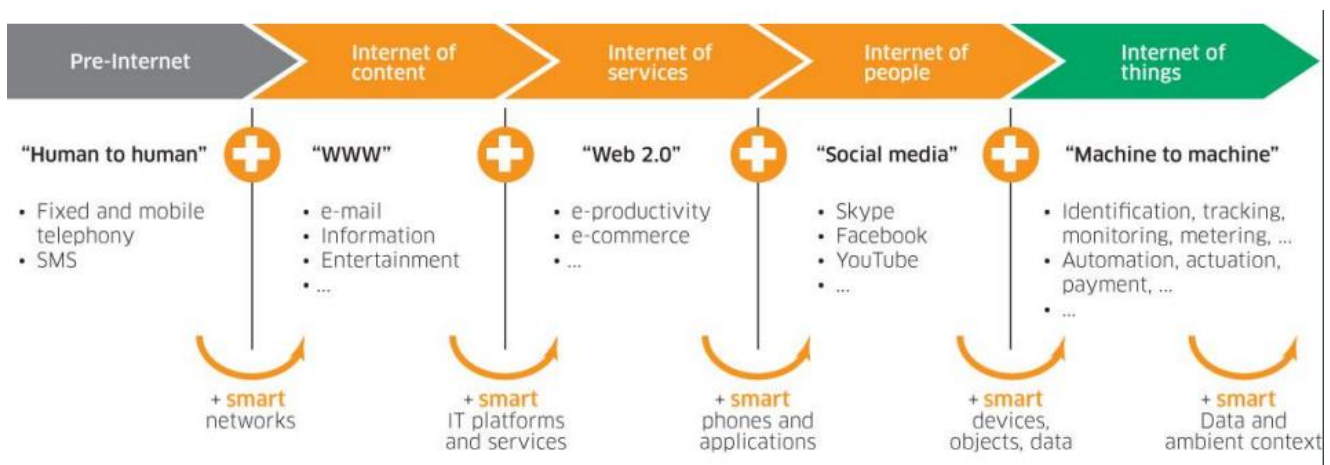 Pre-Internet
Internet of
content
Internet of
services
Internet of
people
Internet of
things
“Human to human”
“WWW”
“Web 2.0”
“Social media”
“Machine to machine”
• Fixed and mobile
telephony
• SMS
• e-mail
• Information
• Entertainment
• ...
• e-productivity
• e-commerce
• ...
• Skype
• Facebook
• YouTube
• ...
• Identification, tracking,
monitoring, metering, ...
• Automation, actuation,
payment, ...
• ...
+ smart
networks
+ smart
IT platforms
and services
+ smart
phones and
applications
+ smart
devices,
objects, data
+ smart
Data and
ambient context